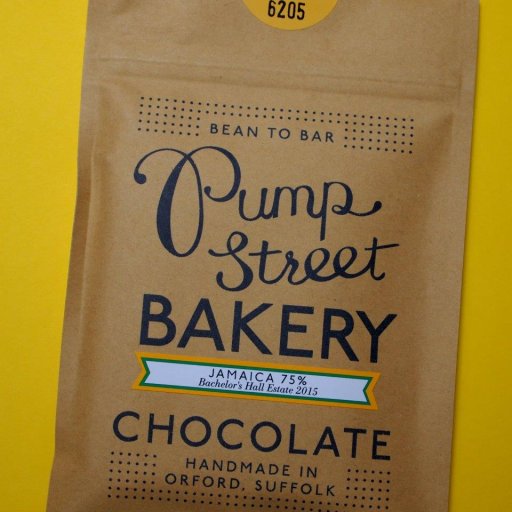 6205
BEAN TO BAR
Pump
Street
BAKERY
JAMAICA 75%
Bachelor's Hall Estate 2015
CHOCOLATE
HANDMADE IN
ORFORD, SUFFOLK